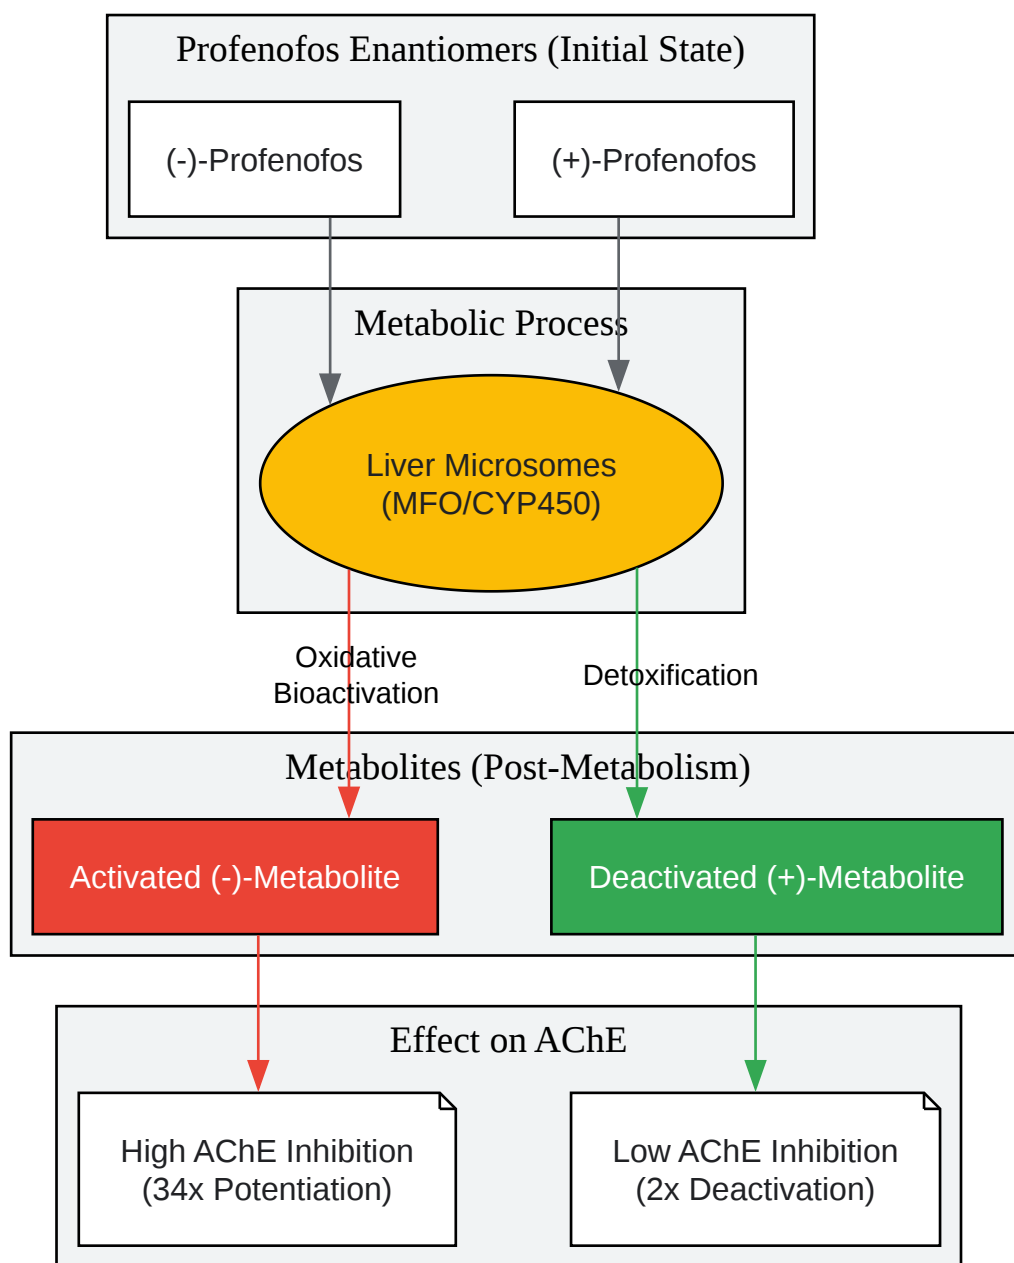 Profenofos Enantiomers (Initial State)
(-)-Profenofos
(+)-Profenofos
Metabolic Process
Liver Microsomes
(MFO/CYP450)
Oxidative
Bioactivation
Detoxification
Metabolites (Post-Metabolism)
Activated (-)-Metabolite
Deactivated (+)-Metabolite
Effect on AChE
High AChE Inhibition
(34x Potentiation)
Low AChE Inhibition
(2x Deactivation)